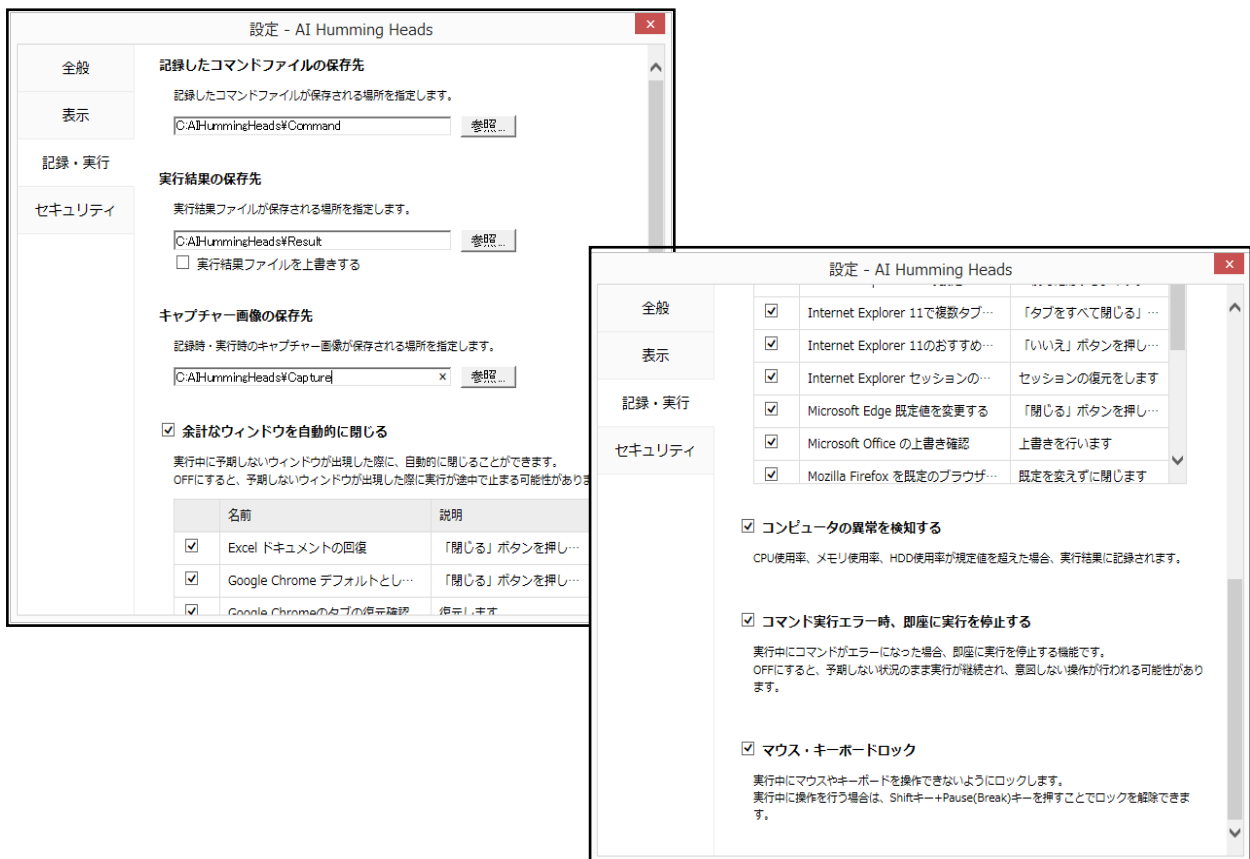 設定 - AI Humming Heads
全般
表示
記録・実行
セキュリティ
記録したコマンドファイルの保存先
記録したコマンドファイルが保存される場所を指定します。
C:AIHummingHeads¥Command
参照...
実行結果の保存先
実行結果ファイルが保存される場所を指定します。
C:AIHummingHeads¥Result
参照...
実行結果ファイルを上書きする
キャプチャー画像の保存先
記録時・実行時のキャプチャー画像が保存される場所を指定します。
C:AIHummingHeads¥Capture
参照...
余計なウィンドウを自動的に閉じる
実行中に予期しないウインドウが出現した際に、自動的に閉じることができます。
OFFにすると、予期しないウィンドウが出現した際に実行が途中で止まる可能性がありま
名前 説明
Excel ドキュメントの回復 「閉じる」ボタンを押し…
Google Chrome デフォルトとし… 「閉じる」ボタンを押し…
Google Chromeのタブの復元確認 復元します
設定 - AI Humming Heads
全般
表示
記録・実行
セキュリティ
Internet Explorer 11で複数タブ… 「タブをすべて閉じる」…
Internet Explorer 11のおすすめ… 「いいえ」ボタンを押し…
Internet Explorer セッションの… セッションの復元をします
Microsoft Edge 既定値を変更する 「閉じる」ボタンを押し…
Microsoft Office の上書き確認 上書きを行います
Mozilla Firefox を既定のブラウザ… 既定を変えずに閉じます
コンピュータの異常を検知する
CPU使用率、メモリ使用率、HDD使用率が規定値を超えた場合、実行結果に記録されます。
コマンド実行エラー時、即座に実行を停止する
実行中にコマンドがエラーになった場合、即座に実行を停止する機能です。
OFFにすると、予期しない状況のまま実行が継続され、意図しない操作が行われる可能性があり
ます。
マウス・キーボードロック
実行中にマウスやキーボードを操作できないようにロックします。
実行中に操作を行う場合は、Shiftキー+Pause(Break)キーを押すことでロックを解除できま
す。